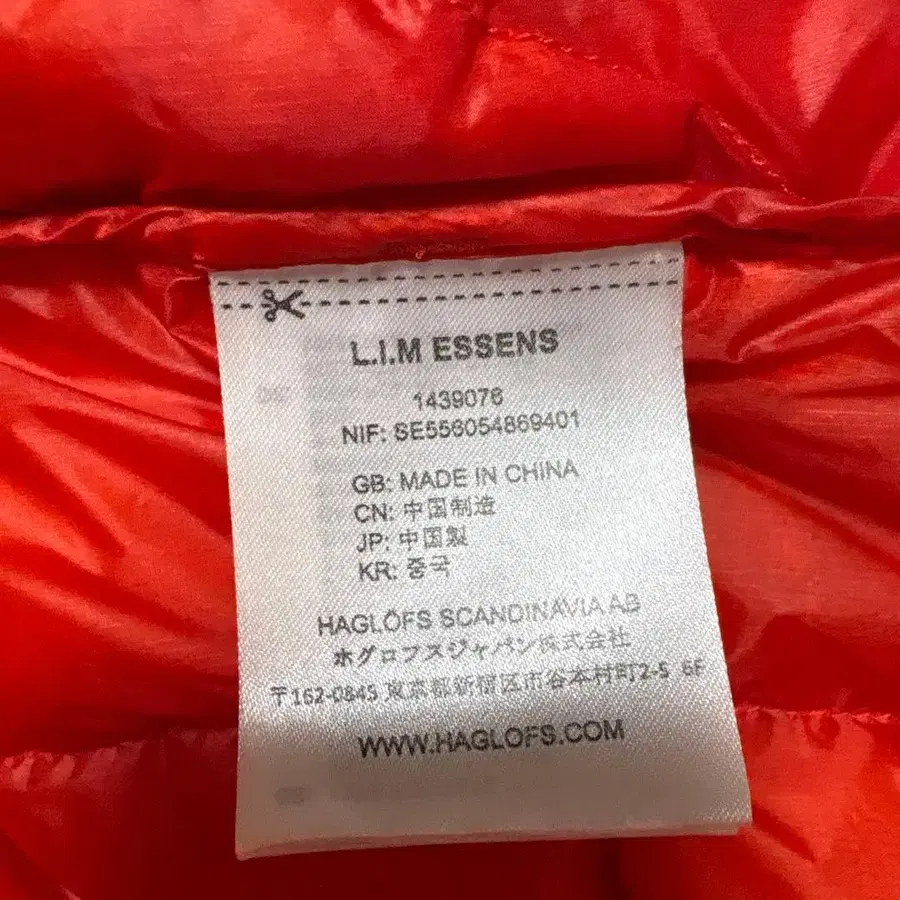 L.I.M ESSENS
1439076
NIF: SE556054869401
GB: MADE IN CHINA
CN: 中国制造
JP: 中国製
KR: 중국
HAGLÖFS SCANDINAVIA AB
ホグロフスジャパン株式会社
〒162-0845 東京都新宿区市谷本村町2-5 6F
WWW.HAGLOFS.COM